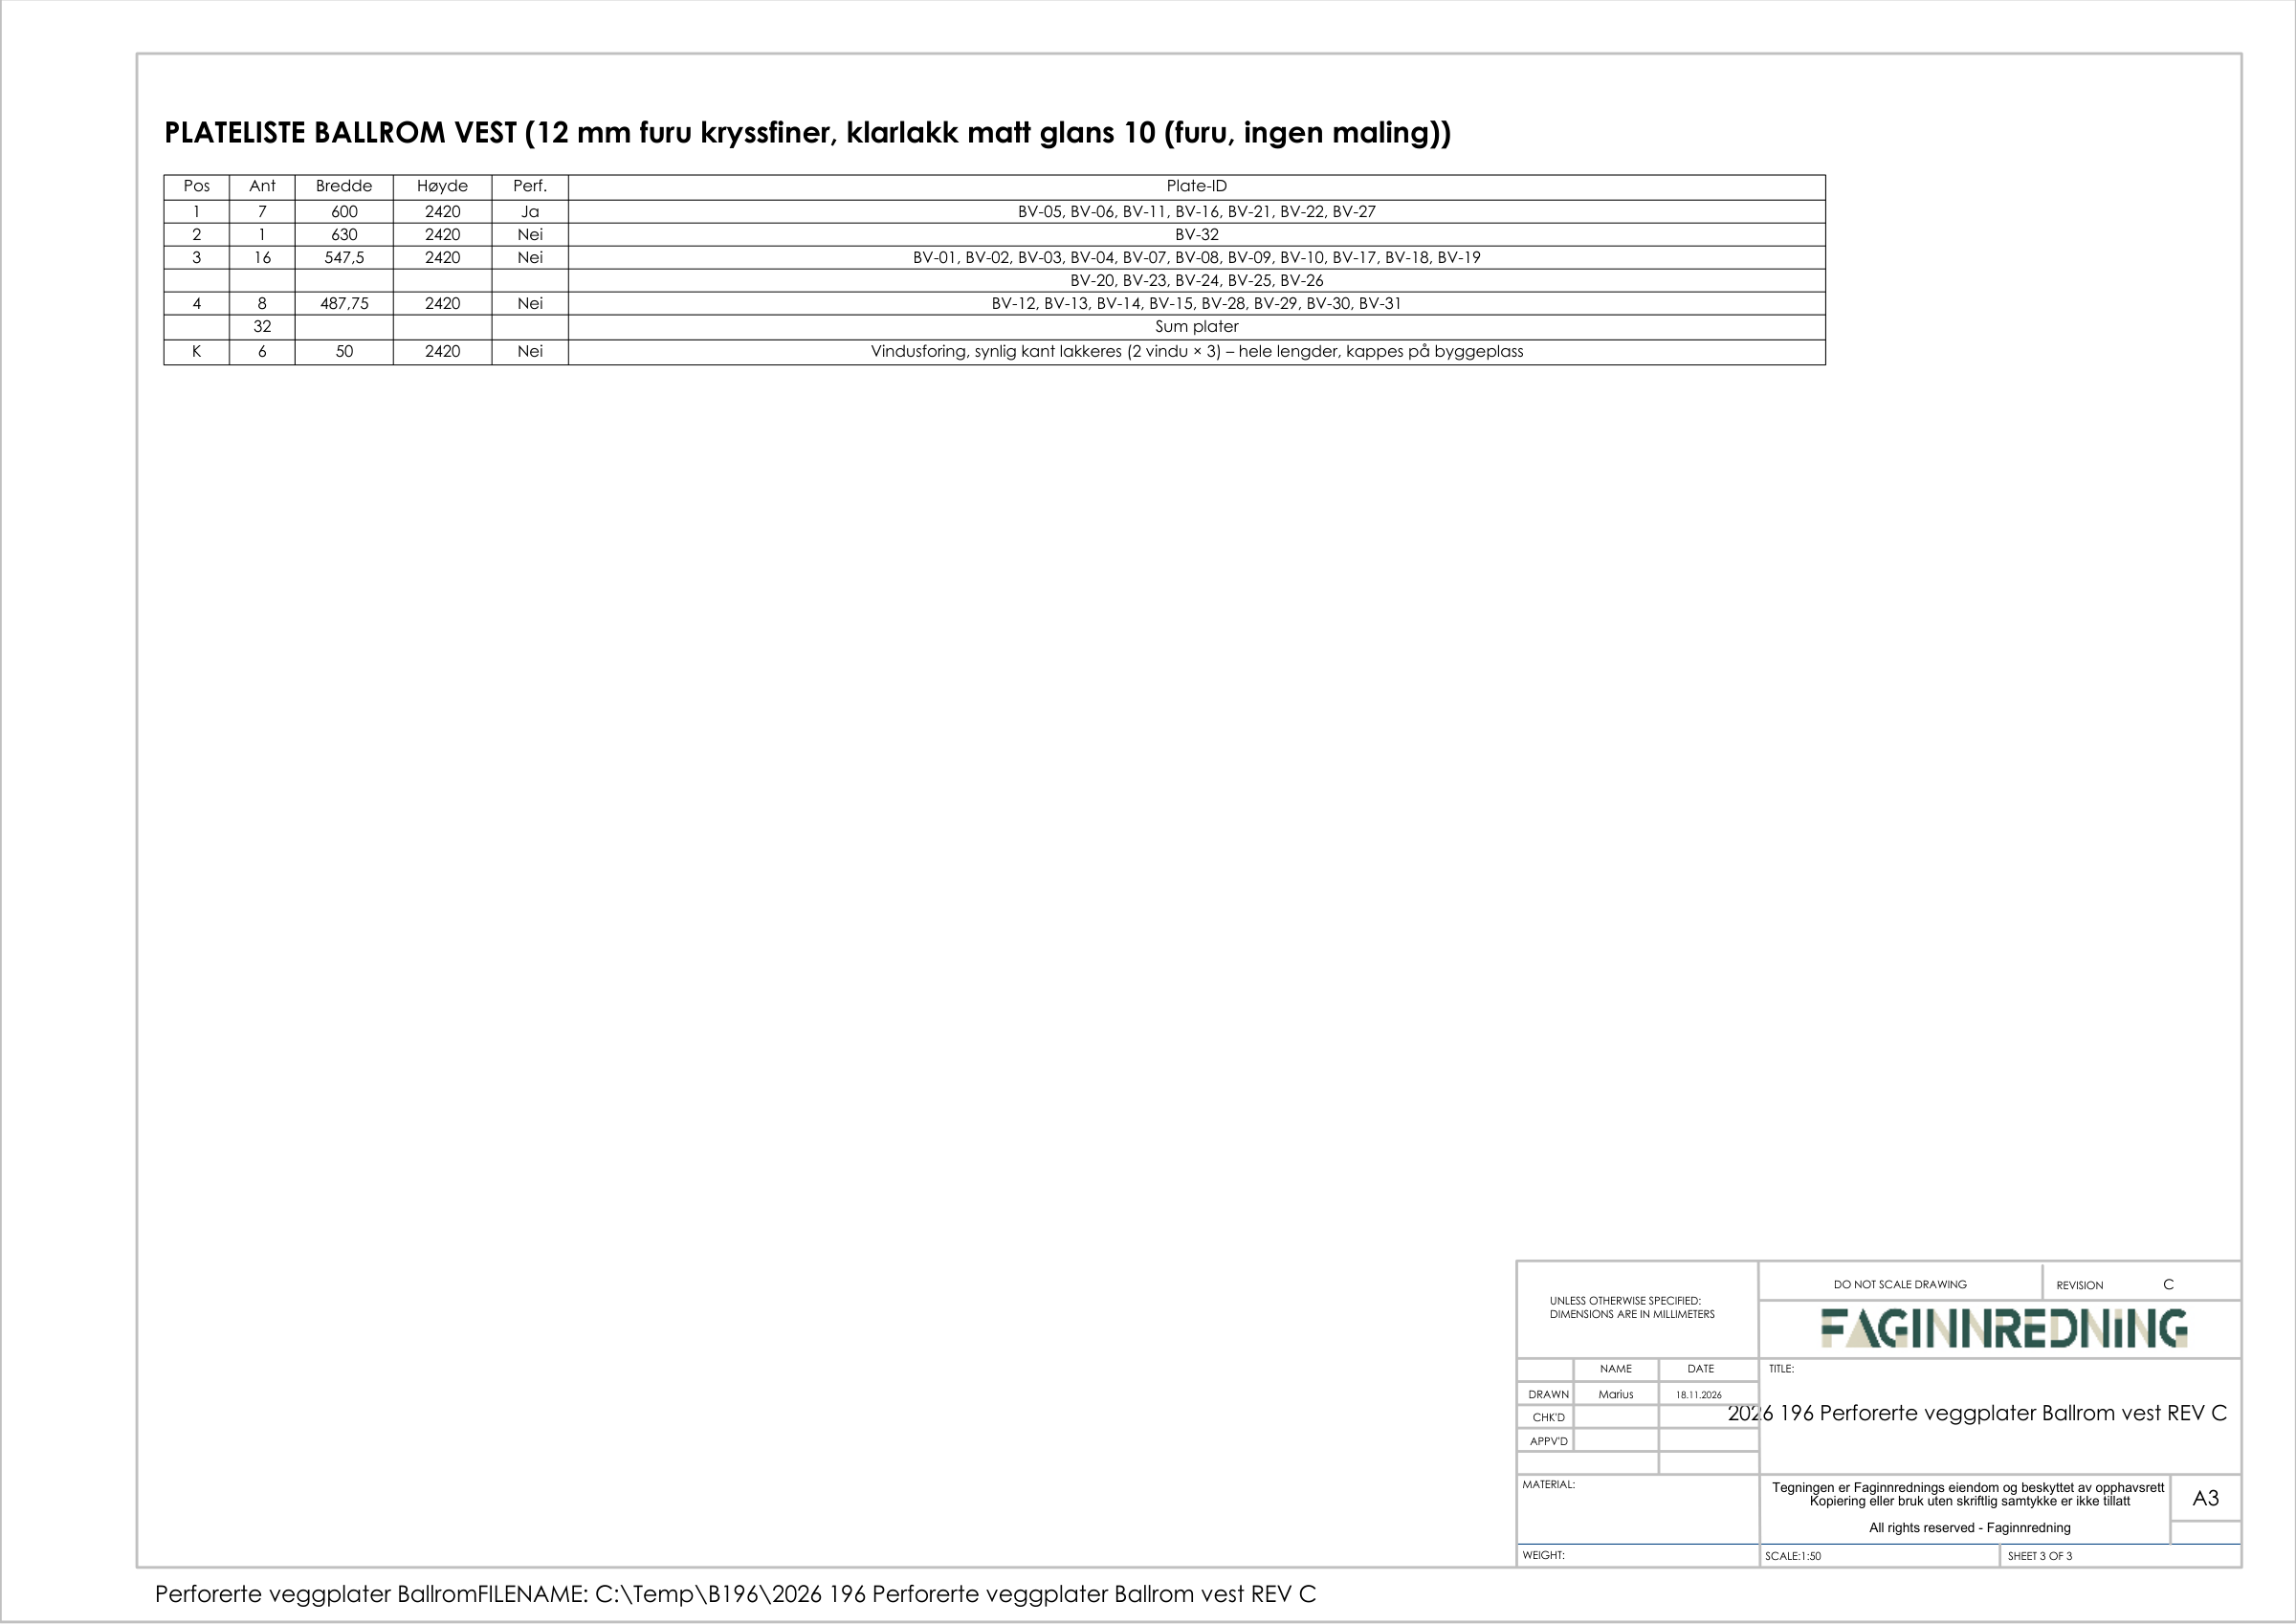 PLATELISTE BALLROM VEST (12 mm furu kryssfiner, klarlakk matt glans 10 (furu, ingen maling))
Pos Ant Bredde Høyde Perf. Plate-ID
1 7 600 2420 Ja BV-05, BV-06, BV-11, BV-16, BV-21, BV-22, BV-27
2 1 630 2420 Nei BV-32
3 16 547,5 2420 Nei BV-01, BV-02, BV-03, BV-04, BV-07, BV-08, BV-09, BV-10, BV-17, BV-18, BV-19
BV-20, BV-23, BV-24, BV-25, BV-26
4 8 487,75 2420 Nei BV-12, BV-13, BV-14, BV-15, BV-28, BV-29, BV-30, BV-31
32 Sum plater
K 6 50 2420 Nei Vindusforing, synlig kant lakkeres (2 vindu × 3) – hele lengder, kappes på byggeplass
UNLESS OTHERWISE SPECIFIED:
DIMENSIONS ARE IN MILLIMETERS
DO NOT SCALE DRAWING
REVISION C
FAGINNREDNING
NAME DATE
DRAWN Marius 18.11.2026
CHK'D
APPV'D
TITLE:
2026 196 Perforerte veggplater Ballrom vest REV C
MATERIAL:
Tegningen er Faginnrednings eiendom og beskyttet av opphavsrett
Kopiering eller bruk uten skriftlig samtykke er ikke tillatt
All rights reserved - Faginnredning
A3
WEIGHT:
SCALE:1:50
SHEET 3 OF 3
Perforerte veggplater BallromFILENAME: C:\Temp\B196\2026 196 Perforerte veggplater Ballrom vest REV C